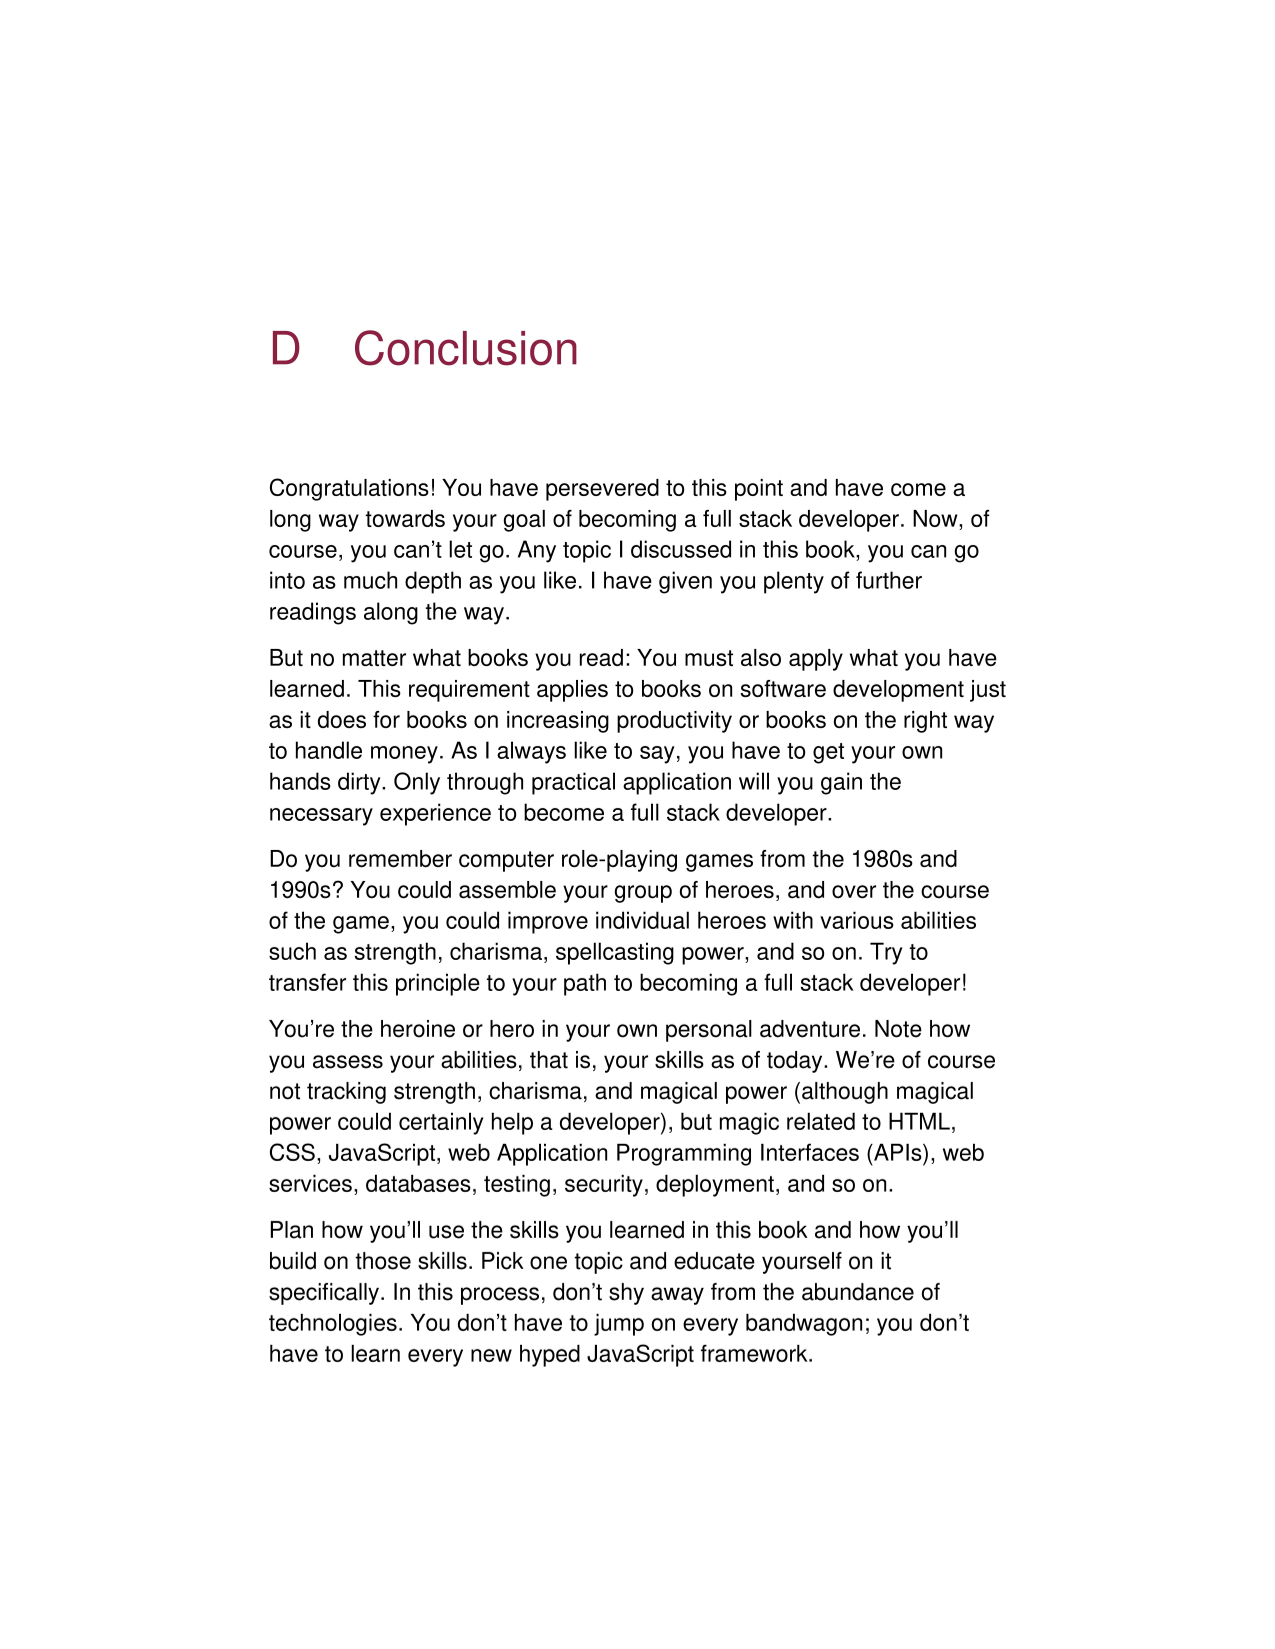 D Conclusion
Congratulations! You have persevered to this point and have come a
long way towards your goal of becoming a full stack developer. Now, of
course, you can’t let go. Any topic I discussed in this book, you can go
into as much depth as you like. I have given you plenty of further
readings along the way.
But no matter what books you read: You must also apply what you have
learned. This requirement applies to books on software development just
as it does for books on increasing productivity or books on the right way
to handle money. As I always like to say, you have to get your own
hands dirty. Only through practical application will you gain the
necessary experience to become a full stack developer.
Do you remember computer role-playing games from the 1980s and
1990s? You could assemble your group of heroes, and over the course
of the game, you could improve individual heroes with various abilities
such as strength, charisma, spellcasting power, and so on. Try to
transfer this principle to your path to becoming a full stack developer!
You’re the heroine or hero in your own personal adventure. Note how
you assess your abilities, that is, your skills as of today. We’re of course
not tracking strength, charisma, and magical power (although magical
power could certainly help a developer), but magic related to HTML,
CSS, JavaScript, web Application Programming Interfaces (APIs), web
services, databases, testing, security, deployment, and so on.
Plan how you’ll use the skills you learned in this book and how you’ll
build on those skills. Pick one topic and educate yourself on it
specifically. In this process, don’t shy away from the abundance of
technologies. You don’t have to jump on every bandwagon; you don’t
have to learn every new hyped JavaScript framework.